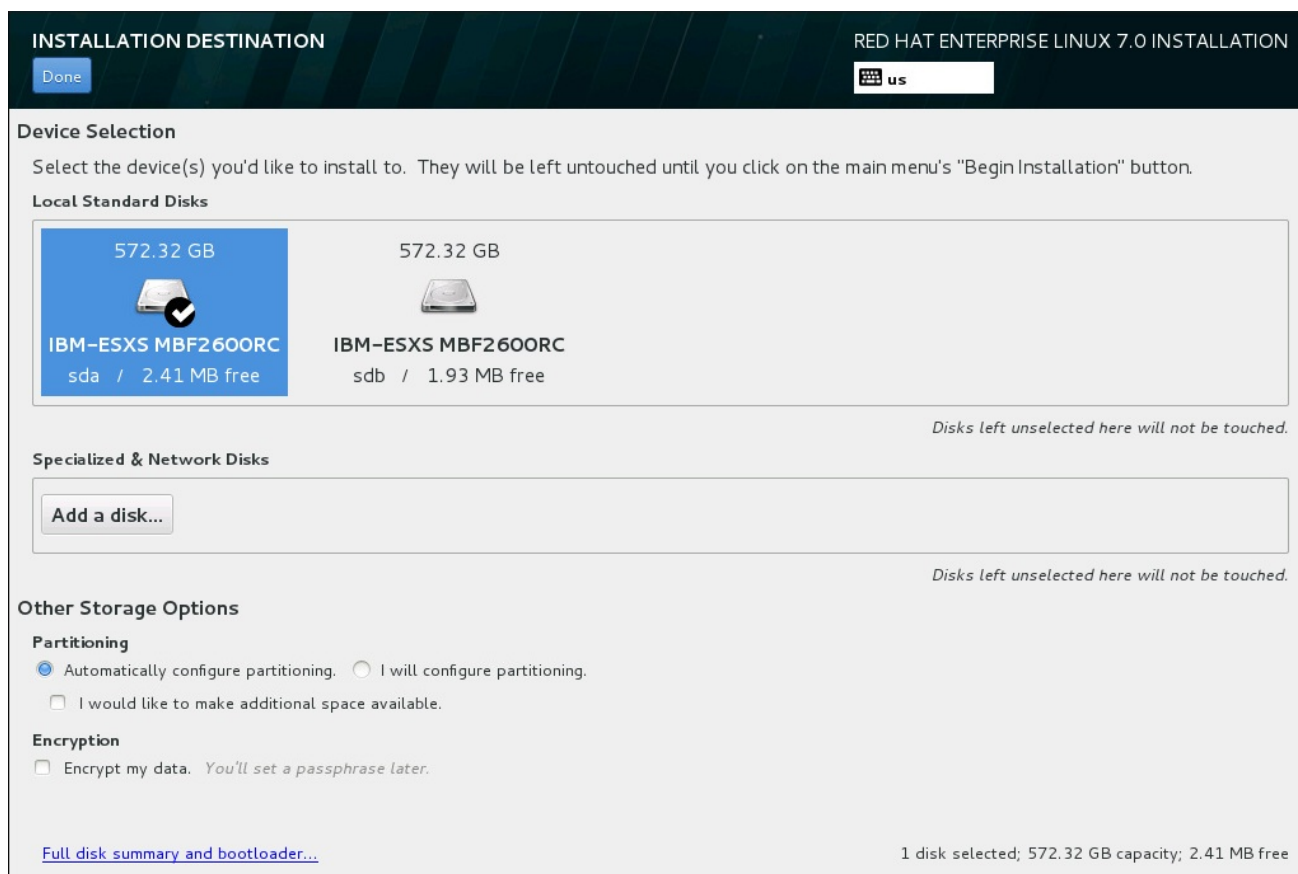 INSTALLATION DESTINATION
RED HAT ENTERPRISE LINUX 7.0 INSTALLATION
Done
us
Device Selection
Select the device(s) you'd like to install to. They will be left untouched until you click on the main menu's "Begin Installation" button.
Local Standard Disks
572.32 GB
IBM-ESXS MBF2600RC
sda / 2.41 MB free
572.32 GB
IBM-ESXS MBF2600RC
sdb / 1.93 MB free
Disks left unselected here will not be touched.
Specialized & Network Disks
Add a disk...
Disks left unselected here will not be touched.
Other Storage Options
Partitioning
Automatically configure partitioning. I will configure partitioning.
I would like to make additional space available.
Encryption
Encrypt my data. You'll set a passphrase later.
Full disk summary and bootloader...
1 disk selected; 572.32 GB capacity; 2.41 MB free